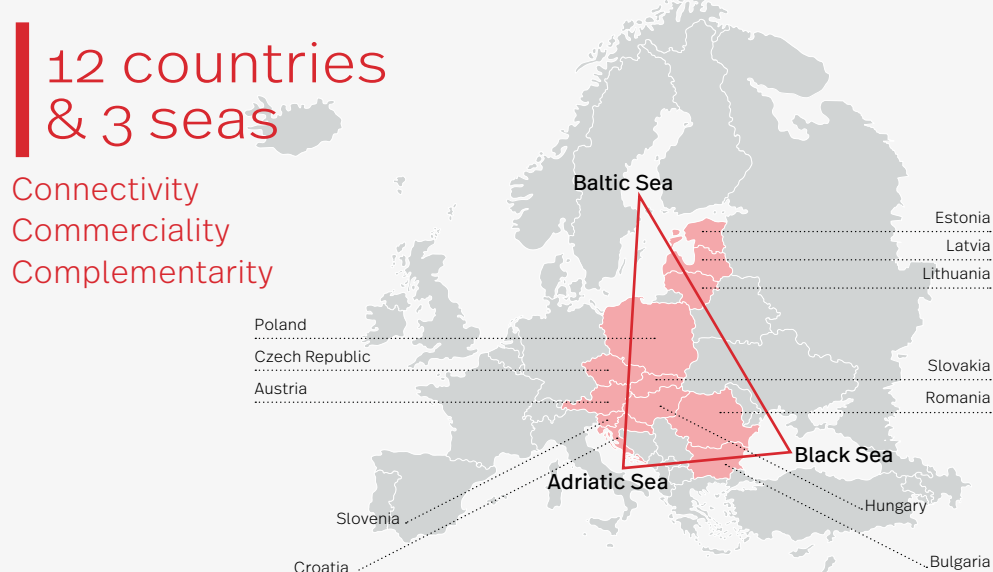 12 countries
& 3 seas
Connectivity
Commerciality
Complementarity
Baltic Sea
Estonia
Latvia
Lithuania
Poland
Czech Republic
Austria
Slovakia
Romania
Black Sea
Adriatic Sea
Slovenia
Hungary
Croatia
Bulgaria